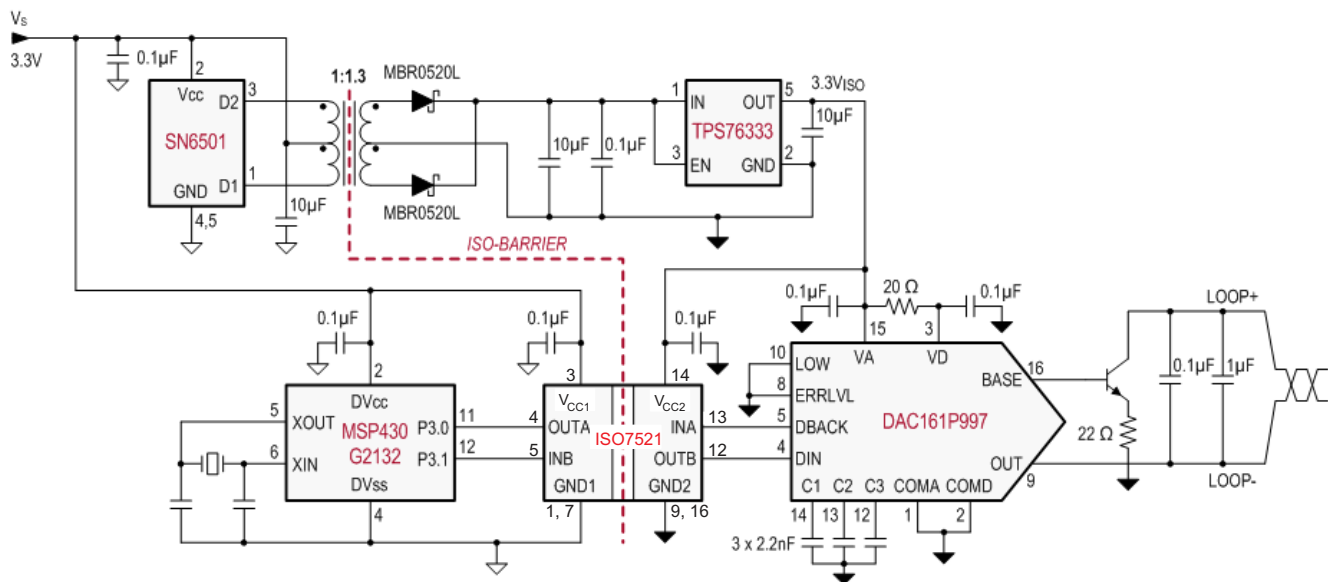 VS
3.3V
0.1µF
2
Vcc
D2
3
SN6501
D1
1
GND
4,5
10µF
1:1.3
MBR0520L
MBR0520L
10µF
0.1µF
1
IN
OUT
5
TPS76333
3
EN
GND
2
3.3VISO
10µF
ISO-BARRIER
0.1µF
2
DVcc
5
XOUT
MSP430
G2132
P3.0
11
6
XIN
P3.1
12
DVss
4
0.1µF
3
VCC1
4
OUTA
5
INB
GND1
1, 7
ISO7521
0.1µF
14
VCC2
INA
13
OUTB
12
GND2
9, 16
0.1µF
20 Ω
0.1µF
15
3
VA
VD
10
LOW
8
ERRLVL
5
DBACK
4
DIN
DAC161P997
BASE
16
OUT
9
C1
C2
C3
COMA
COMD
14
13
12
1
2
3 x 2.2nF
22 Ω
0.1µF
1µF
LOOP+
LOOP-